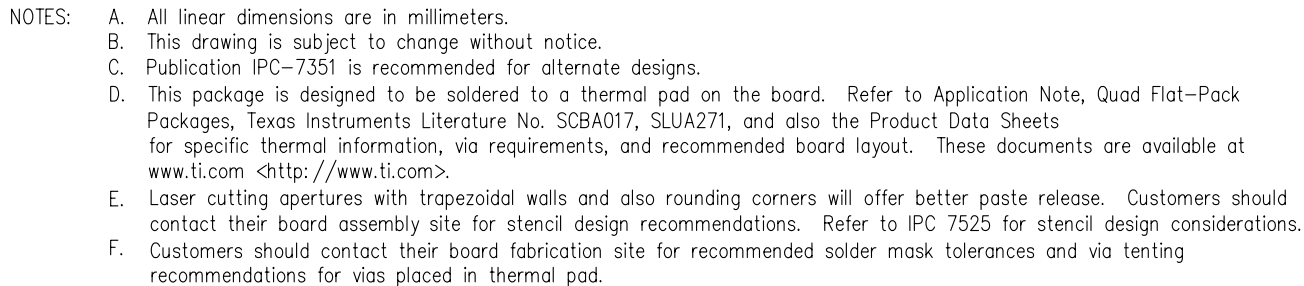 NOTES: A. All linear dimensions are in millimeters.
B. This drawing is subject to change without notice.
C. Publication IPC-7351 is recommended for alternate designs.
D. This package is designed to be soldered to a thermal pad on the board. Refer to Application Note, Quad Flat-Pack
Packages, Texas Instruments Literature No. SCBA017, SLUA271, and also the Product Data Sheets
for specific thermal information, via requirements, and recommended board layout. These documents are available at
www.ti.com <http://www.ti.com>.
E. Laser cutting apertures with trapezoidal walls and also rounding corners will offer better paste release. Customers should
contact their board assembly site for stencil design recommendations. Refer to IPC 7525 for stencil design considerations.
F. Customers should contact their board fabrication site for recommended solder mask tolerances and via tenting
recommendations for vias placed in thermal pad.